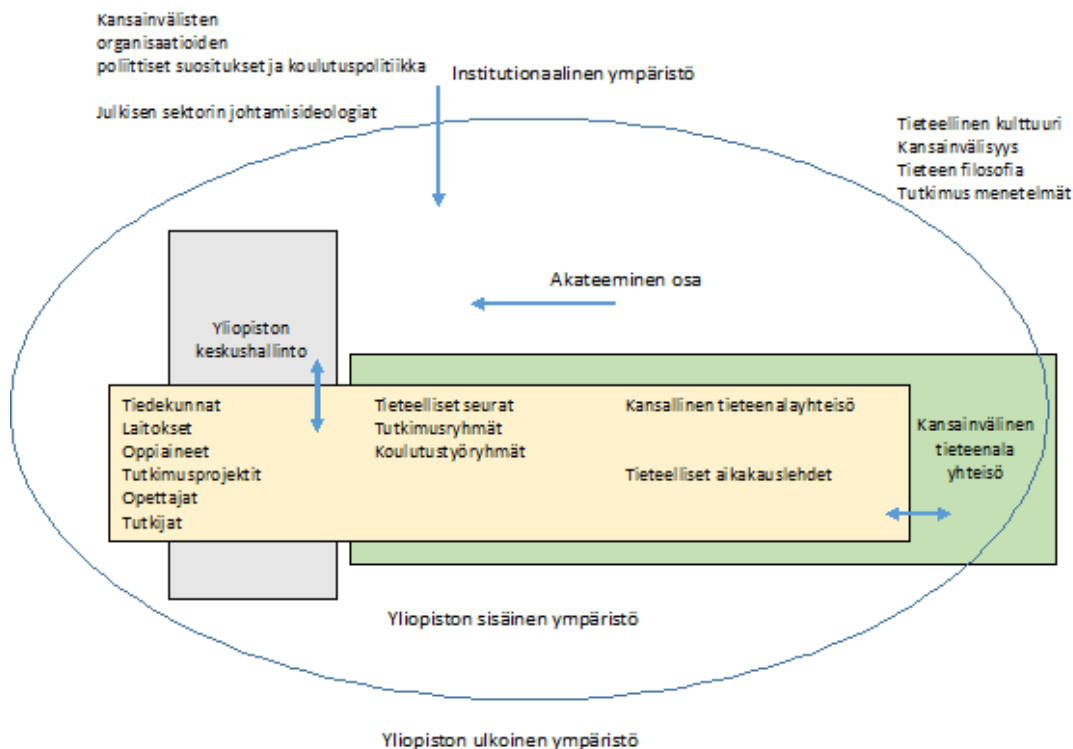 Kansainvälisten
organisaatioiden
poliittiset suositukset ja koulutuspolitiikka
Julkisen sektorin johtamisideologiat
Institutionaalinen ympäristö
Tieteellinen kulttuuri
Kansainvälisyys
Tieteen filosofia
Tutkimus menetelmät
Akateeminen osa
Yliopiston
keskushallinto
Tiedekunnat
Laitokset
Oppiaineet
Tutkimusprojektit
Opettajat
Tutkijat
Tieteelliset seurat
Tutkimusryhmät
Koulutustyöryhmät
Kansallinen tieteenalayhteisö
Tieteelliset aikakauslehdet
Kansainvälinen
tieteenala
yhteisö
Yliopiston sisäinen ympäristö
Yliopiston ulkoinen ympäristö